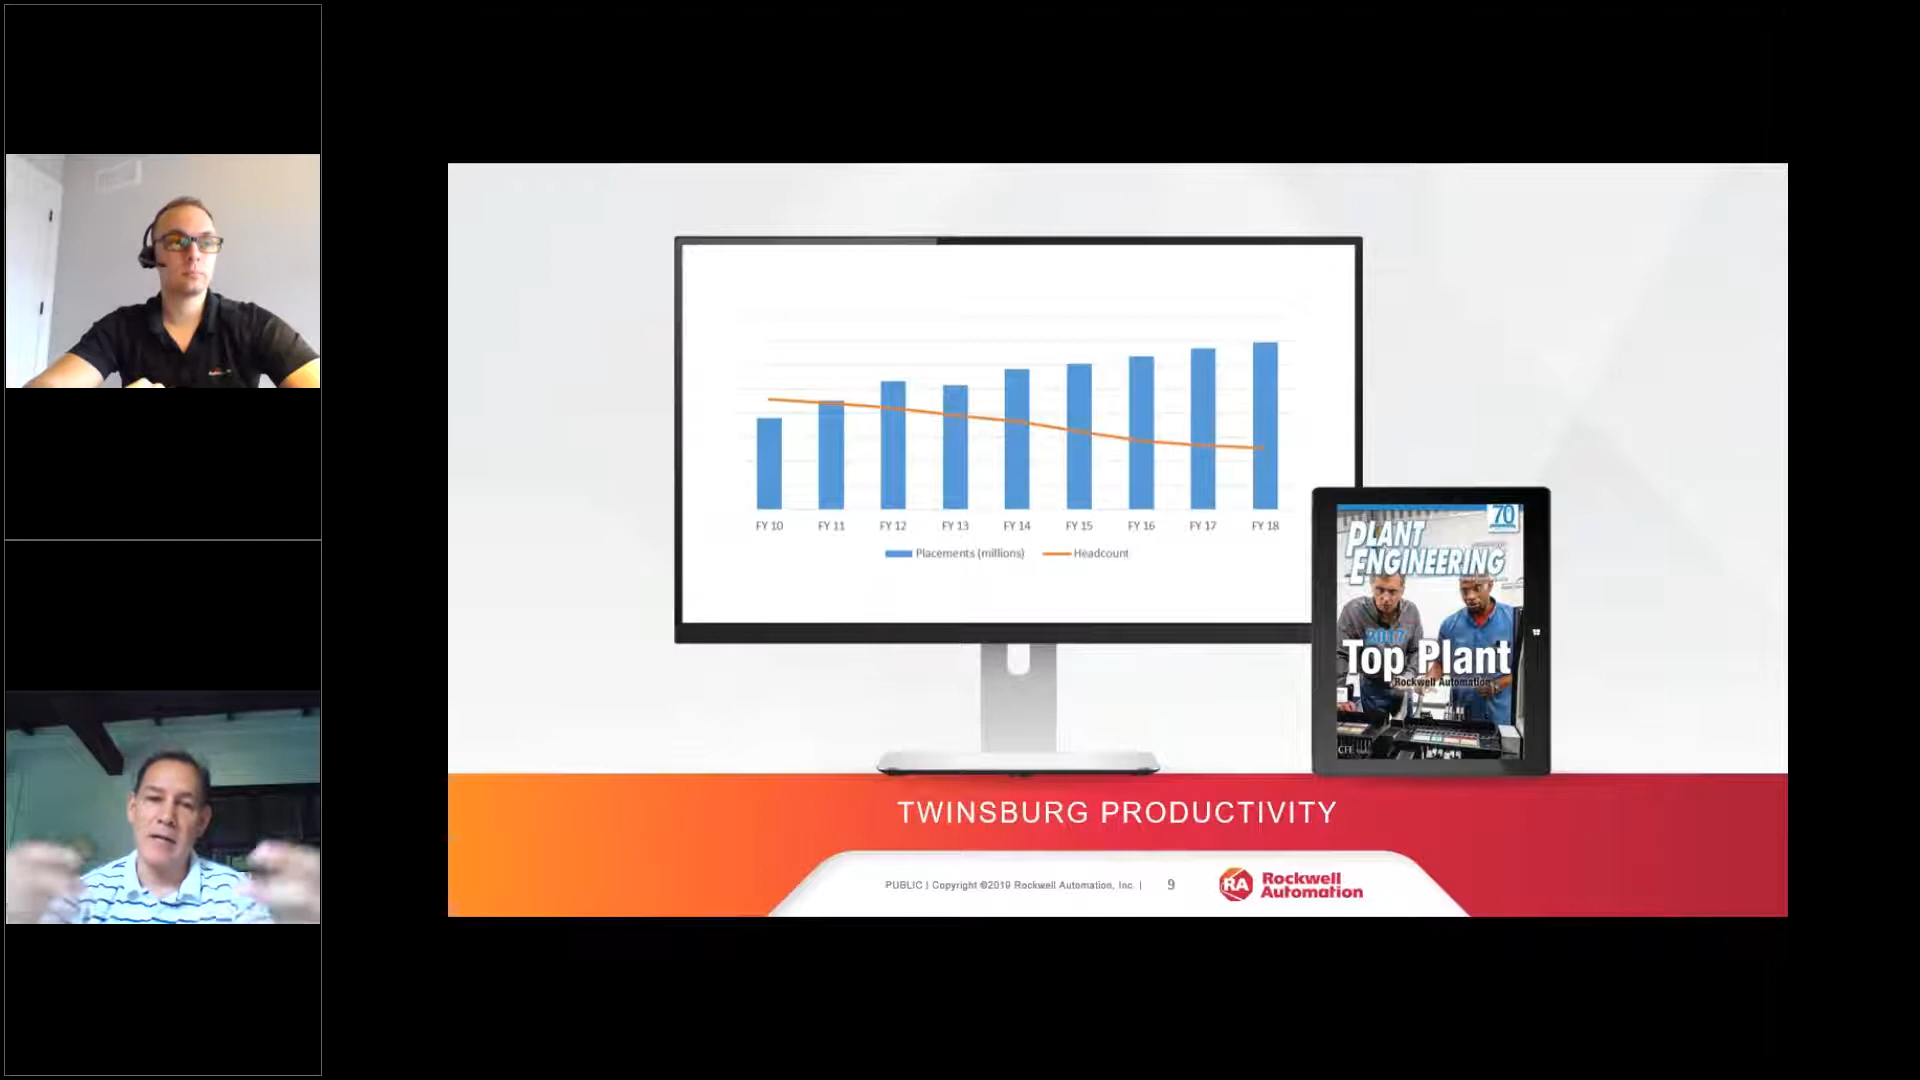 FY 10 FY 11 FY 12 FY 13 FY 14 FY 15 FY 16 FY 17 FY 18
Placements (millions) Headcount
70
PLANT
ENGINEERING
2017
Top Plant
Rockwell Automation
CFE
TWINSBURG PRODUCTIVITY
PUBLIC | Copyright ©2019 Rockwell Automation, Inc. | 9
RA Rockwell
Automation